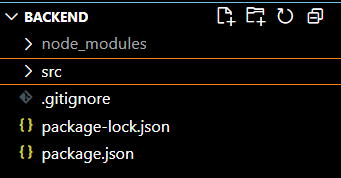 BACKEND
node_modules
src
.gitignore
package-lock.json
package.json